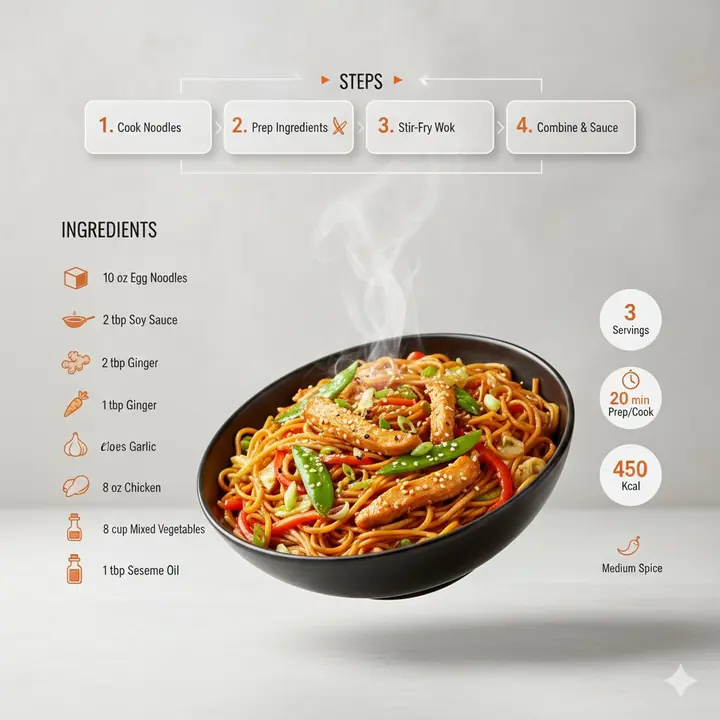 STEPS
1. Cook Noodles
2. Prep Ingredients
3. Stir-Fry Wok
4. Combine & Sauce
INGREDIENTS
10 oz Egg Noodles
2 tbp Soy Sauce
2 tbp Ginger
1 tbp Ginger
Garlic
8 oz Chicken
8 cup Mixed Vegetables
1 tbp Seseme Oil
3
Servings
20 min
Prep/Cook
450
Kcal
Medium Spice